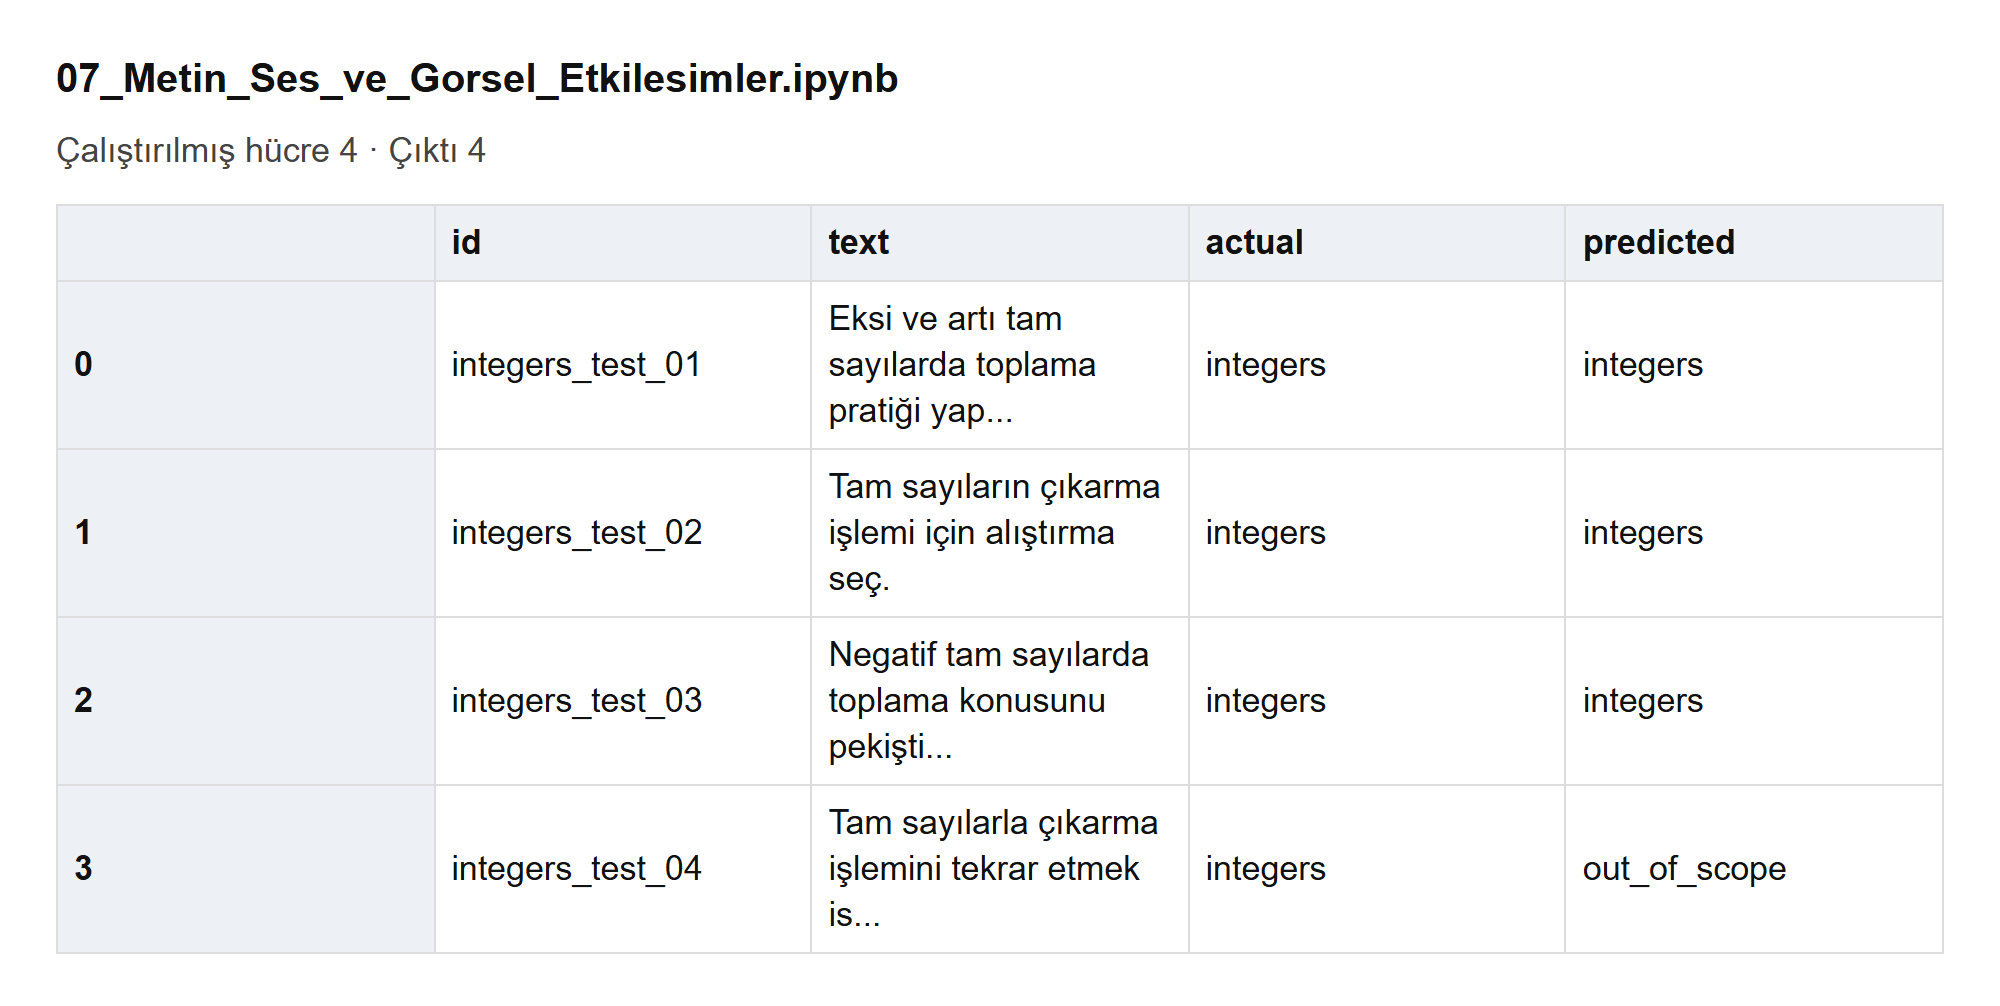 07_Metin_Ses_ve_Gorsel_Etkilesimler.ipynb
Çalıştırılmış hücre 4 · Çıktı 4
id text actual predicted
0 integers_test_01 Eksi ve artı tam sayılarda toplama pratiği yap... integers integers
1 integers_test_02 Tam sayıların çıkarma işlemi için alıştırma seç. integers integers
2 integers_test_03 Negatif tam sayılarda toplama konusunu pekişti... integers integers
3 integers_test_04 Tam sayılarla çıkarma işlemini tekrar etmek is... integers out_of_scope